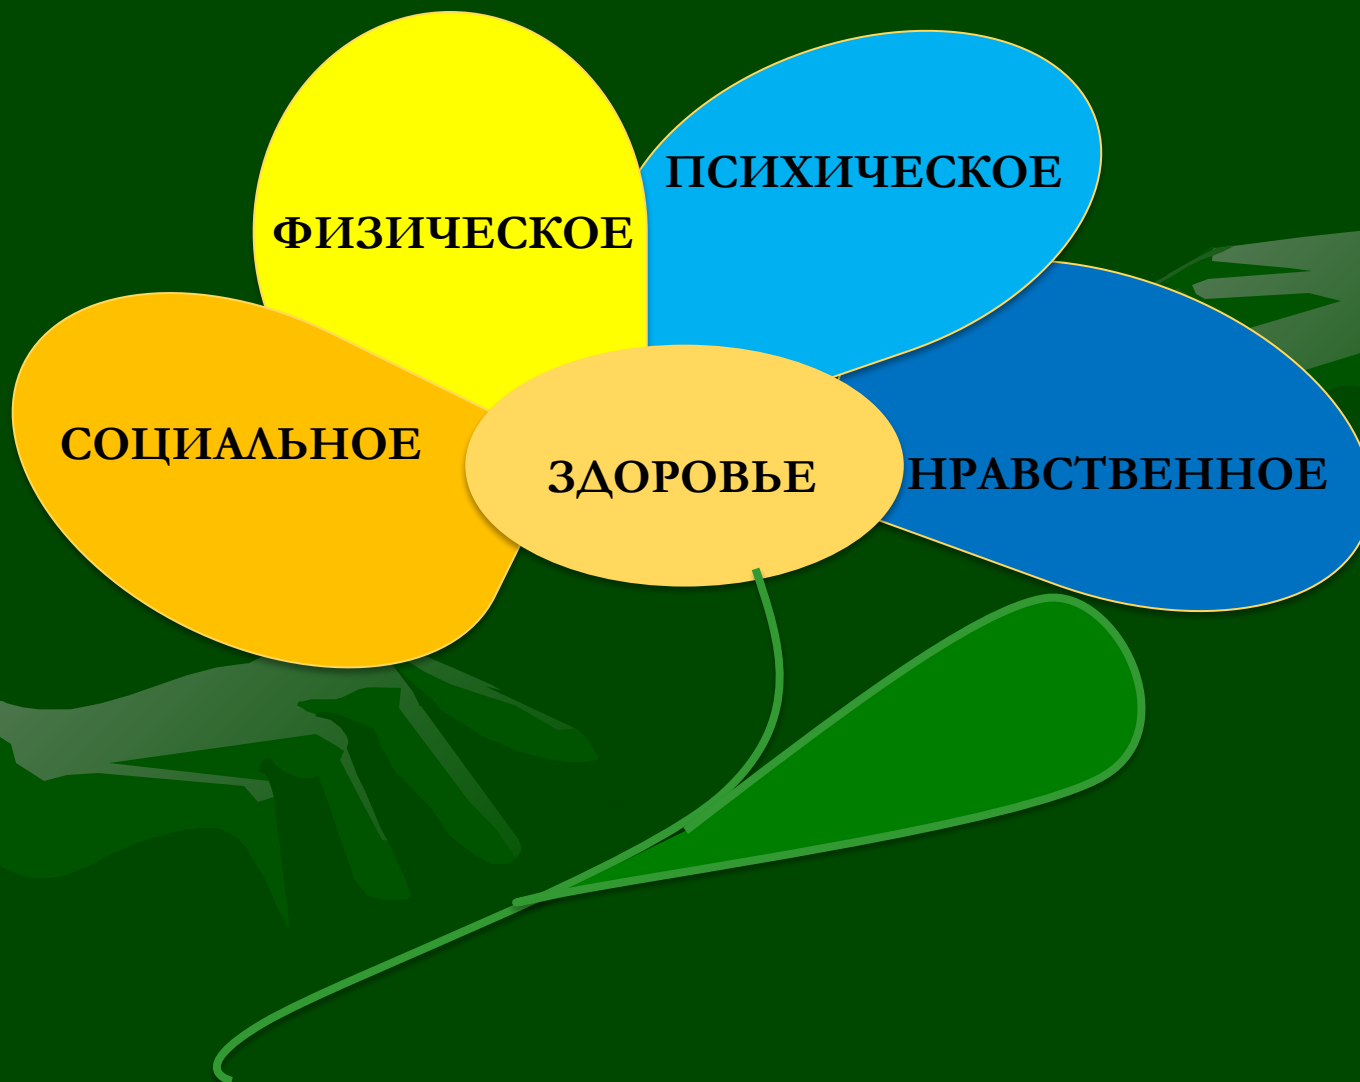 ПСИХИЧЕСКОЕ
ФИЗИЧЕСКОЕ
СОЦИАЛЬНОЕ
ЗДОРОВЬЕ
НРАВСТВЕННОЕ